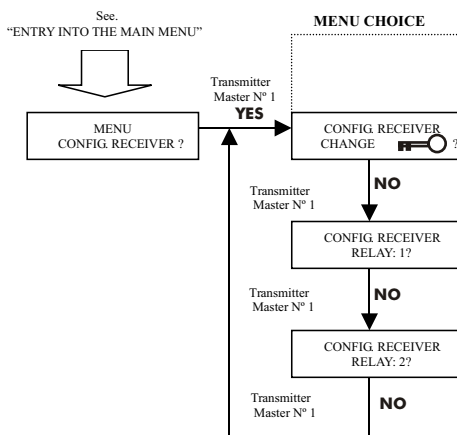 See.
“ENTRY INTO THE MAIN MENU”
MENU CHOICE
Transmitter
Master Nº 1
YES
MENU
CONFIG. RECEIVER ?
CONFIG. RECEIVER
CHANGE ?
Transmitter
Master Nº 1
NO
CONFIG. RECEIVER
RELAY: 1?
Transmitter
Master Nº 1
NO
CONFIG. RECEIVER
RELAY: 2?
Transmitter
Master Nº 1
NO